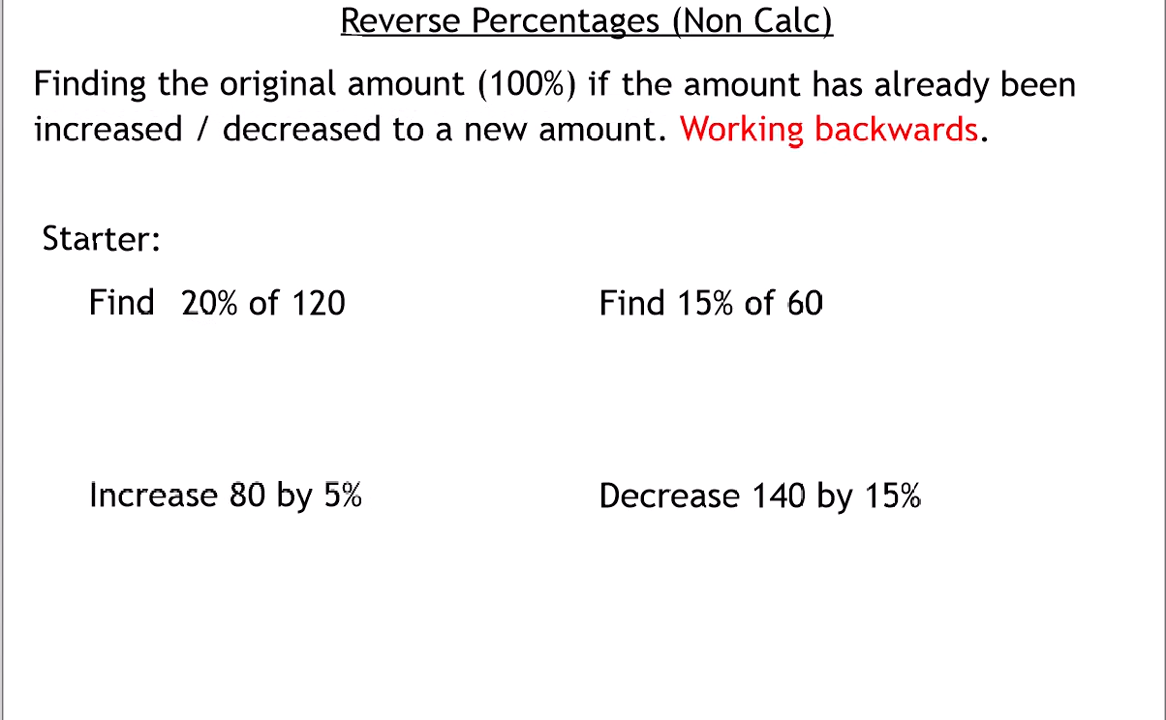 Reverse Percentages (Non Calc)
Finding the original amount (100%) if the amount has already been
increased / decreased to a new amount. Working backwards.
Starter:
Find 20% of 120
Find 15% of 60
Increase 80 by 5%
Decrease 140 by 15%